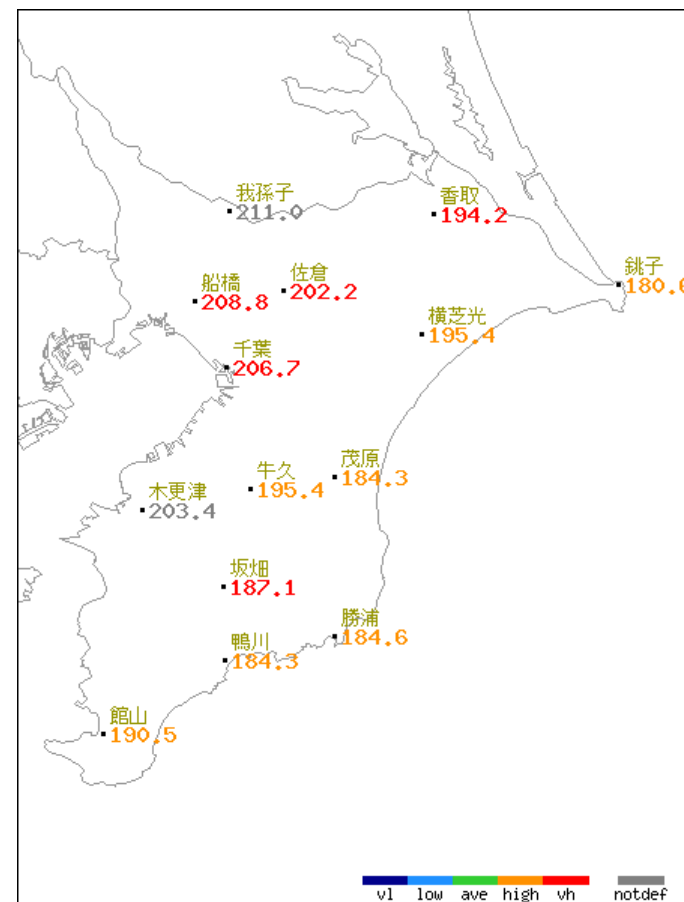 我孫子
211.0
香取
194.2
銚子
180.6
佐倉
202.2
船橋
208.8
横芝光
195.4
千葉
206.7
茂原
184.3
牛久
195.4
木更津
203.4
坂畑
187.1
勝浦
184.6
鴨川
184.3
館山
190.5
vl low ave high vh notdef